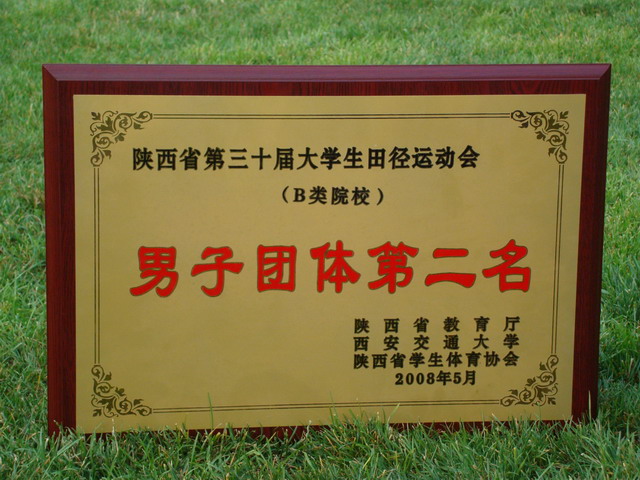 陕西省第三十届大学生田径运动会
（B类院校）
男子团体第二名
陕西省教育厅
西安交通大学
陕西省学生体育协会
2008年5月